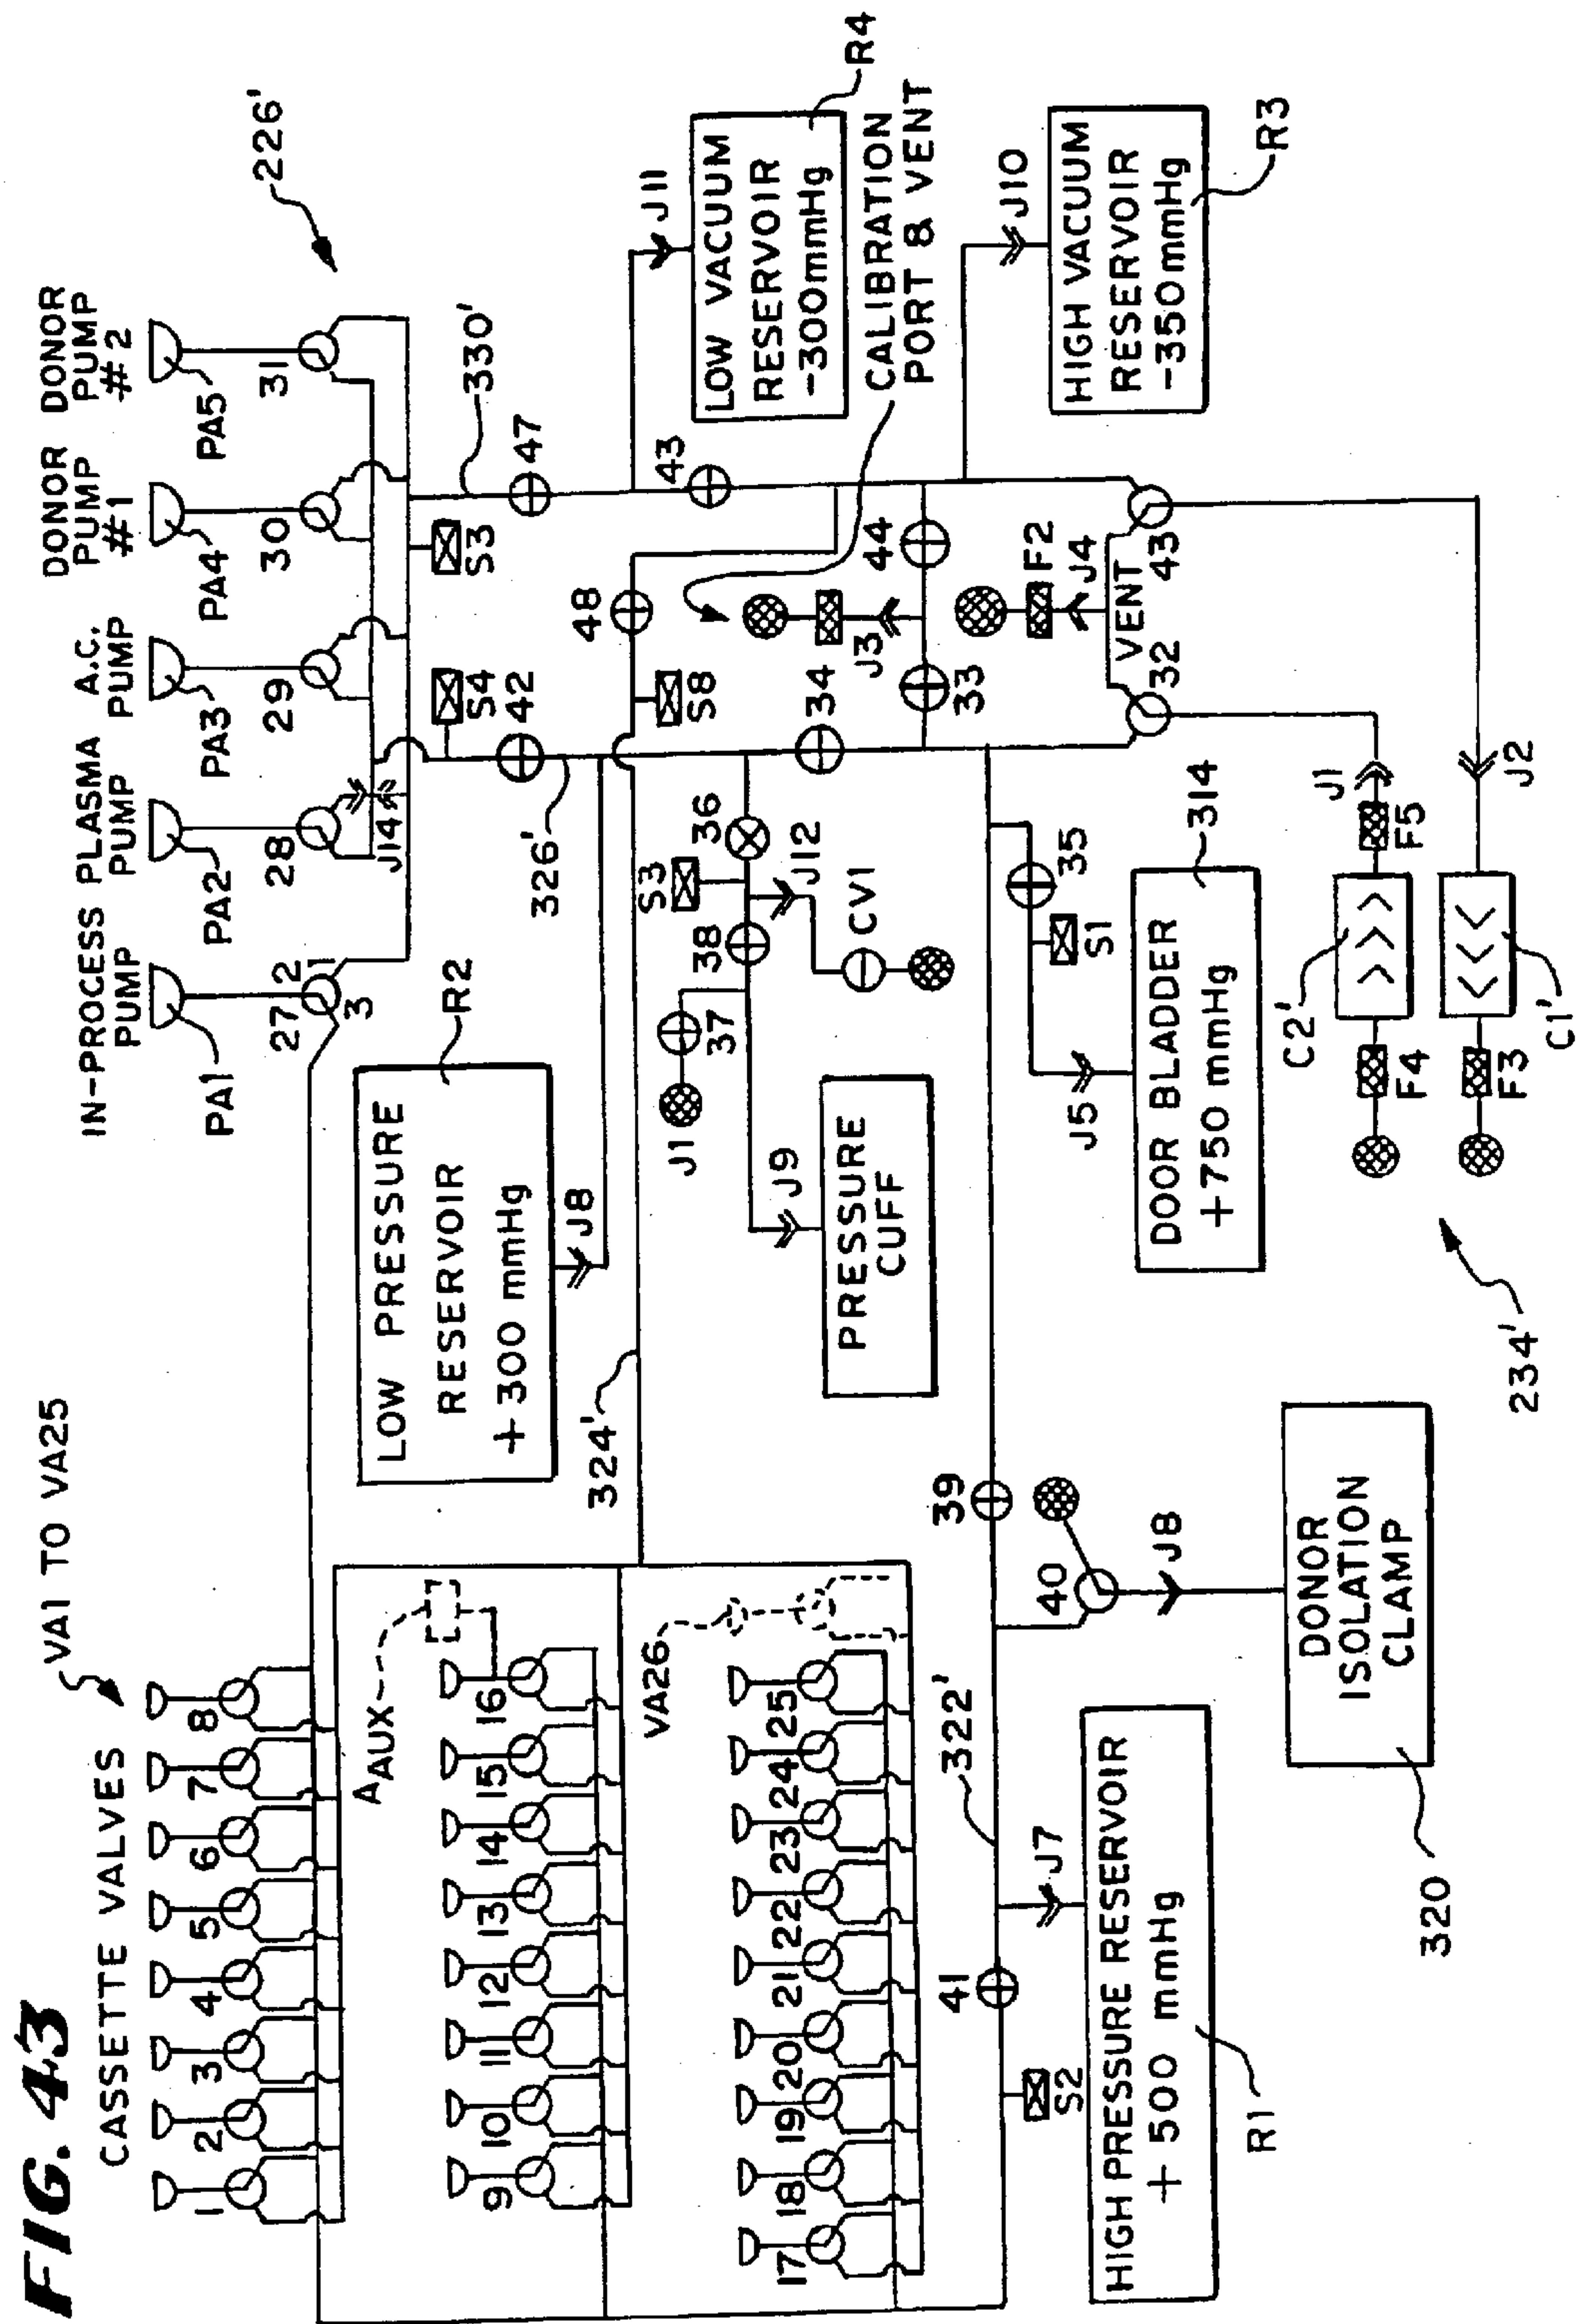 FIG. 43
CASSETTE VALVES
VA1 TO VA25
1
2
3
4
5
6
7
8
AAUX
9
10
11
12
13
14
15
16
VA26
17
18
19
20
21
22
23
24
25
IN-PROCESS
PUMP
PLASMA
PUMP
A.C.
PUMP
DONOR
PUMP
#1
DONOR
PUMP
#2
PA1
PA2
PA3
PA4
PA5
226'
27
2
1
3
28
29
30
31
J14
S4
S3
330'
42
47
326'
LOW PRESSURE
RESERVOIR
+300 mmHg
R2
J8
324'
S8
48
J11
LOW VACUUM
RESERVOIR
-300mmHg
R4
43
CALIBRATION
PORT & VENT
J1
37
38
S3
36
J12
CV1
34
J3
44
33
J9
PRESSURE
CUFF
J10
HIGH VACUUM
RESERVOIR
-350mmHg
R3
F2
J4
VENT
32
43
39
40
J8
DONOR
ISOLATION
CLAMP
320
322'
41
S2
J7
HIGH PRESSURE RESERVOIR
+ 500 mmHg
R1
35
S1
J5
DOOR BLADDER
+750 mmHg
314
J1
F5
C2'
F4
J2
C1'
F3
234'